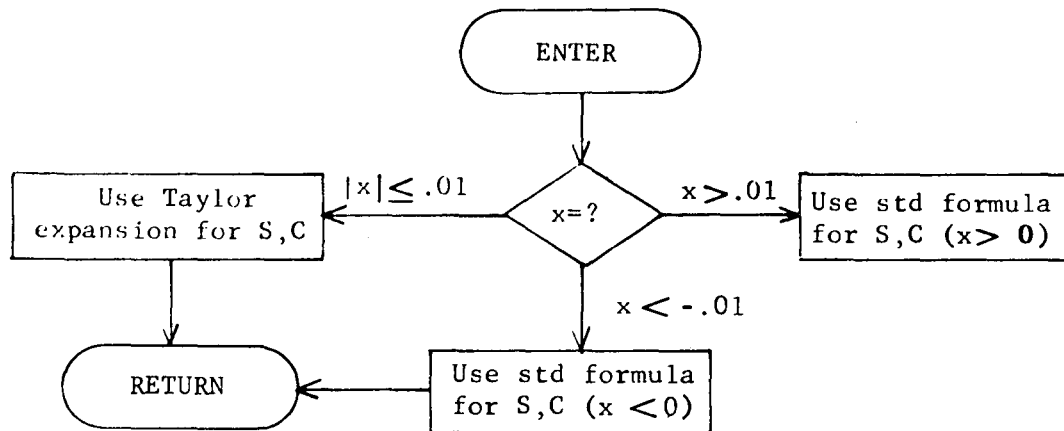 ENTER
|x|≤ .01
x=?
x>.01
Use Taylor
expansion for S,C
Use std formula
for S,C (x> 0)
x < -.01
RETURN
Use std formula
for S,C (x <0)